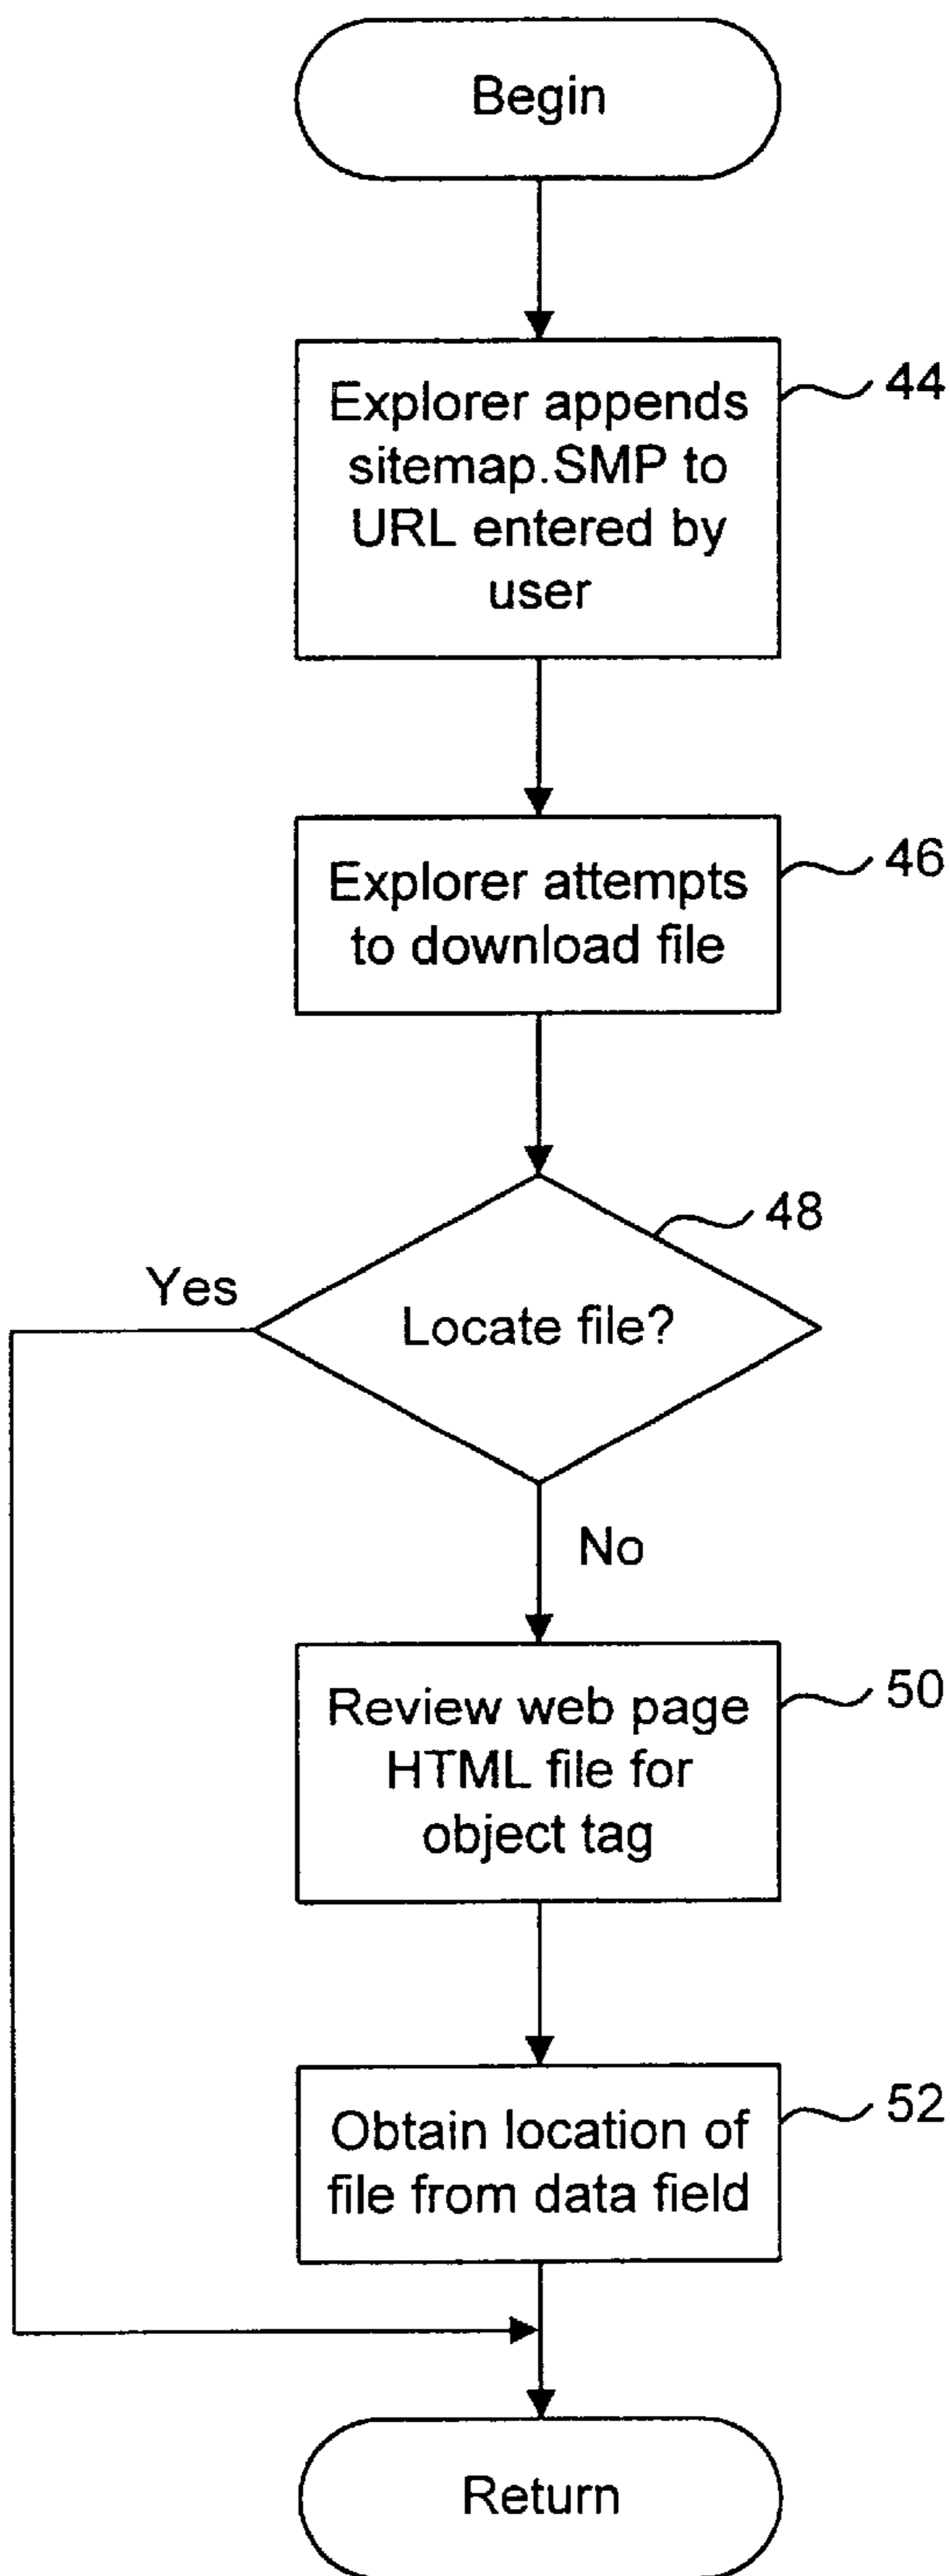 Begin
Explorer appends
sitemap.SMP to
URL entered by
user
44
Explorer attempts
to download file
46
48
Yes
Locate file?
No
Review web page
HTML file for
object tag
50
Obtain location of
file from data field
52
Return